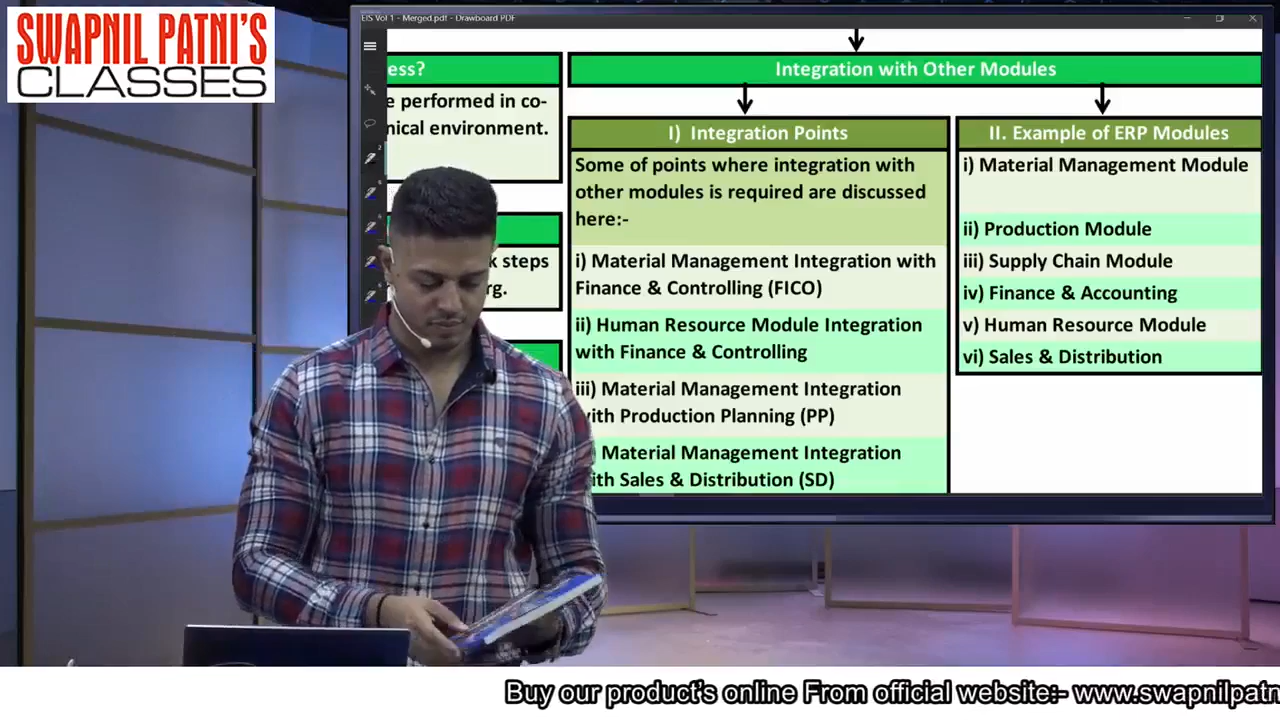 SWAPNIL PATNI'S
CLASSES
EIS Vol 1 - Merged.pdf - Drawboard PDF
ess?
e performed in co-
nical environment.
k steps
rg.
Integration with Other Modules
I) Integration Points
Some of points where integration with
other modules is required are discussed
here:-
i) Material Management Integration with
Finance & Controlling (FICO)
ii) Human Resource Module Integration
with Finance & Controlling
iii) Material Management Integration
with Production Planning (PP)
) Material Management Integration
ith Sales & Distribution (SD)
II. Example of ERP Modules
i) Material Management Module
ii) Production Module
iii) Supply Chain Module
iv) Finance & Accounting
v) Human Resource Module
vi) Sales & Distribution
Buy our product's online From official website:- www.swapnilpatn